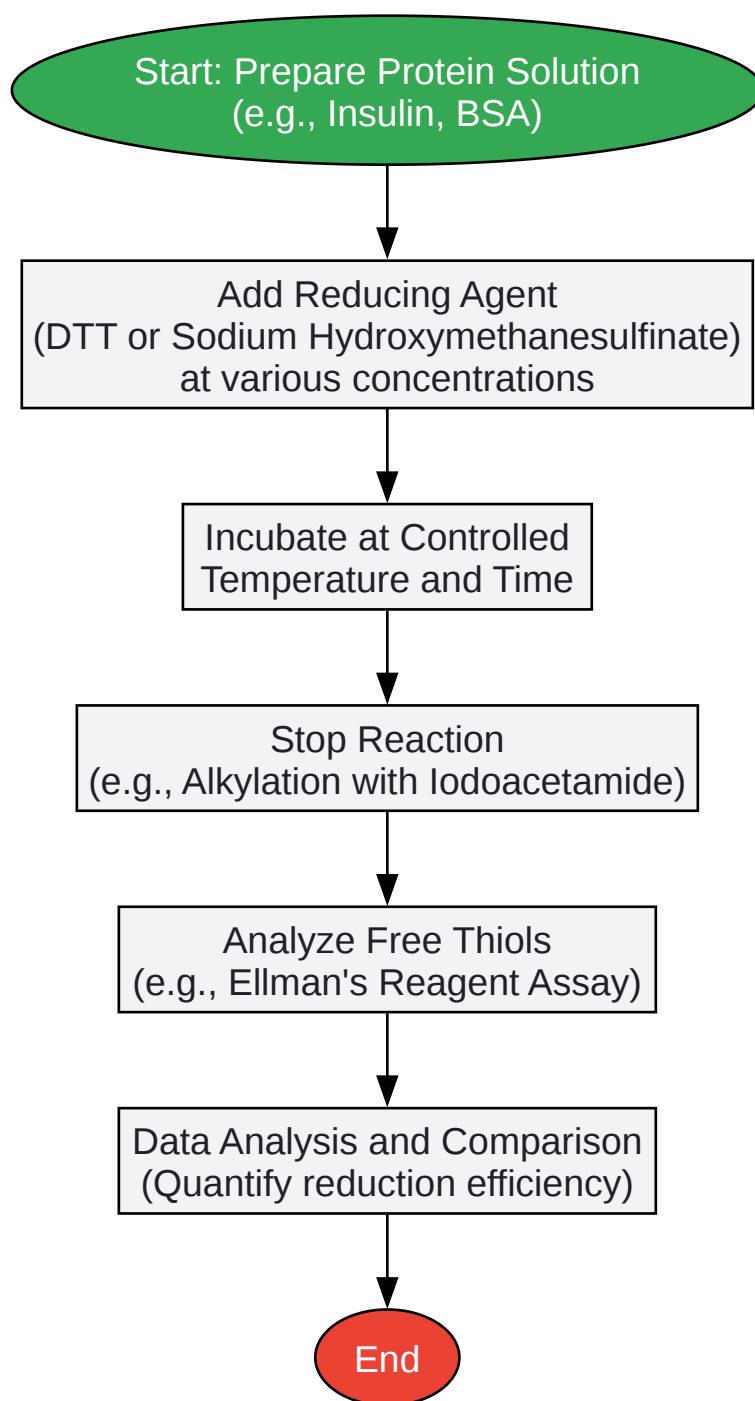 Start: Prepare Protein Solution
(e.g., Insulin, BSA)
Add Reducing Agent
(DTT or Sodium Hydroxymethanesulfinate)
at various concentrations
Incubate at Controlled
Temperature and Time
Stop Reaction
(e.g., Alkylation with Iodoacetamide)
Analyze Free Thiols
(e.g., Ellman's Reagent Assay)
Data Analysis and Comparison
(Quantify reduction efficiency)
End